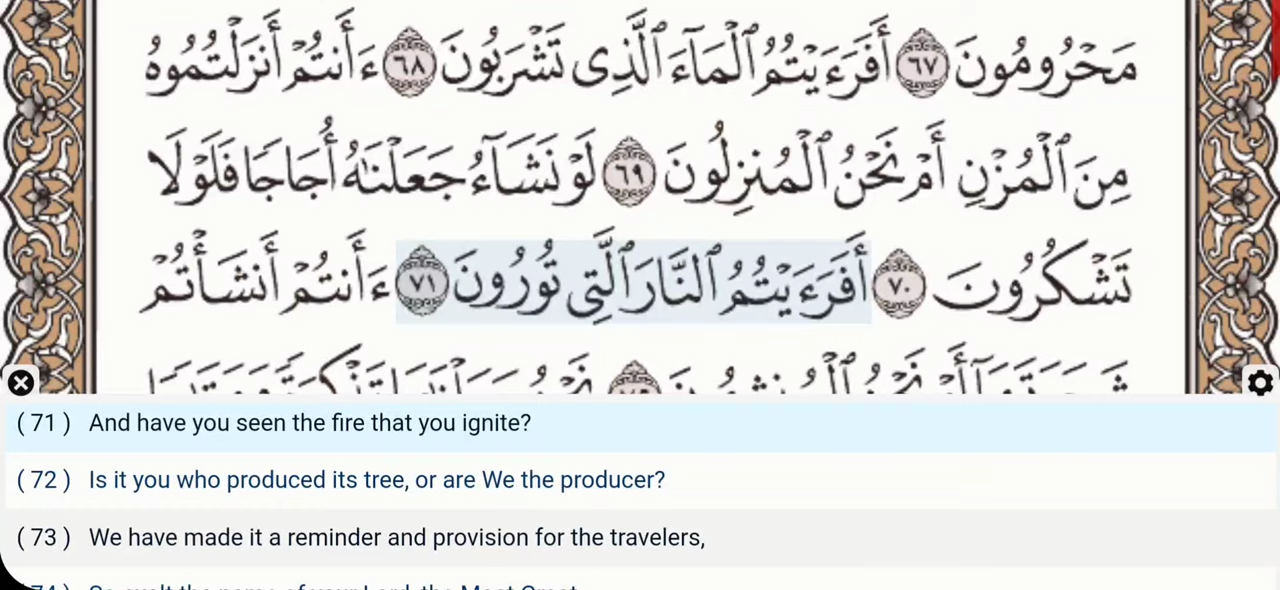 مَحۡرُومُونَ ٦٧ أَفَرَءَيۡتُمُ ٱلۡمَآءَ ٱلَّذِى تَشۡرَبُونَ ٦٨ ءَأَنتُمۡ أَنزَلۡتُمُوهُ
مِنَ ٱلۡمُزۡنِ أَمۡ نَحۡنُ ٱلۡمُنزِلُونَ ٦٩ لَوۡ نَشَآءُ جَعَلۡنَٰهُ أُجَاجٗا فَلَوۡلَا
تَشۡكُرُونَ ٧٠ أَفَرَءَيۡتُمُ ٱلنَّارَ ٱلَّتِى تُورُونَ ٧١ ءَأَنتُمۡ أَنشَأۡتُمۡ
( 71 ) And have you seen the fire that you ignite?
( 72 ) Is it you who produced its tree, or are We the producer?
( 73 ) We have made it a reminder and provision for the travelers,